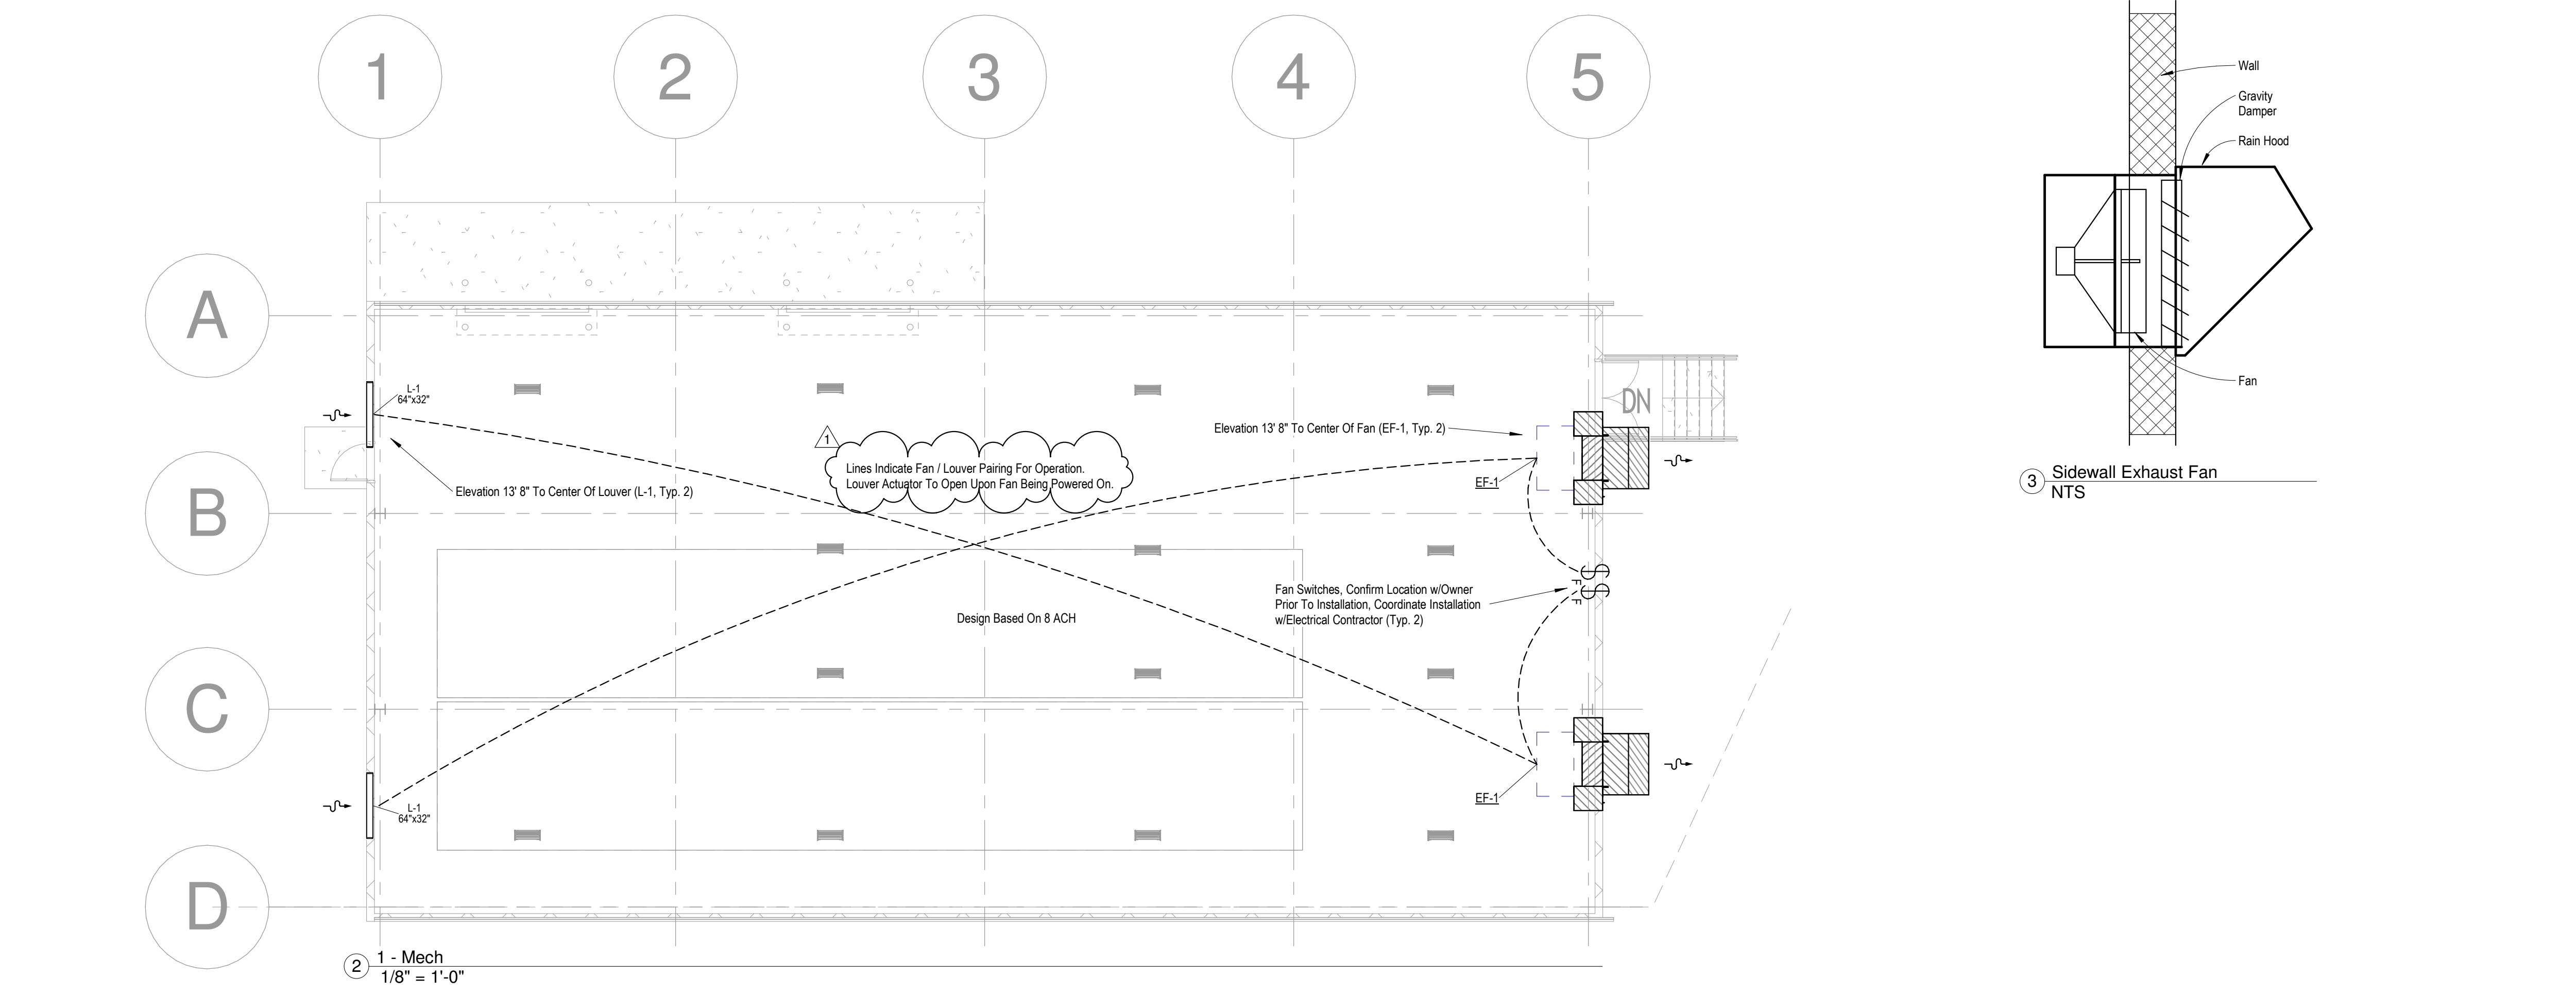 1
2
3
4
5
A
B
C
D
L-1
64"x32"
Elevation 13' 8" To Center Of Louver (L-1, Typ. 2)
1
Lines Indicate Fan / Louver Pairing For Operation.
Louver Actuator To Open Upon Fan Being Powered On.
Elevation 13' 8" To Center Of Fan (EF-1, Typ. 2)
EF-1
DN
Fan Switches, Confirm Location w/Owner
Prior To Installation, Coordinate Installation
w/Electrical Contractor (Typ. 2)
F
F
Design Based On 8 ACH
L-1
64"x32"
EF-1
2
1 - Mech
1/8" = 1'-0"
Wall
Gravity
Damper
Rain Hood
Fan
3
Sidewall Exhaust Fan
NTS